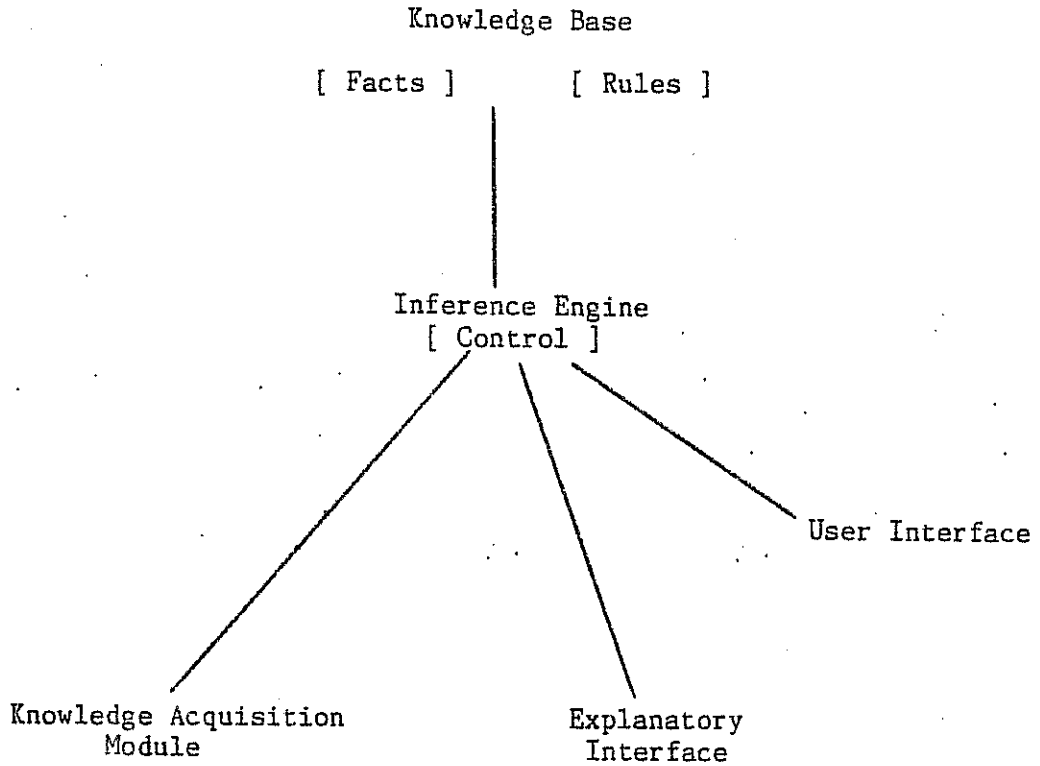 Knowledge Base
[ Facts ] [ Rules ]
Inference Engine
[ Control ]
User Interface
Knowledge Acquisition
Module
Explanatory
Interface